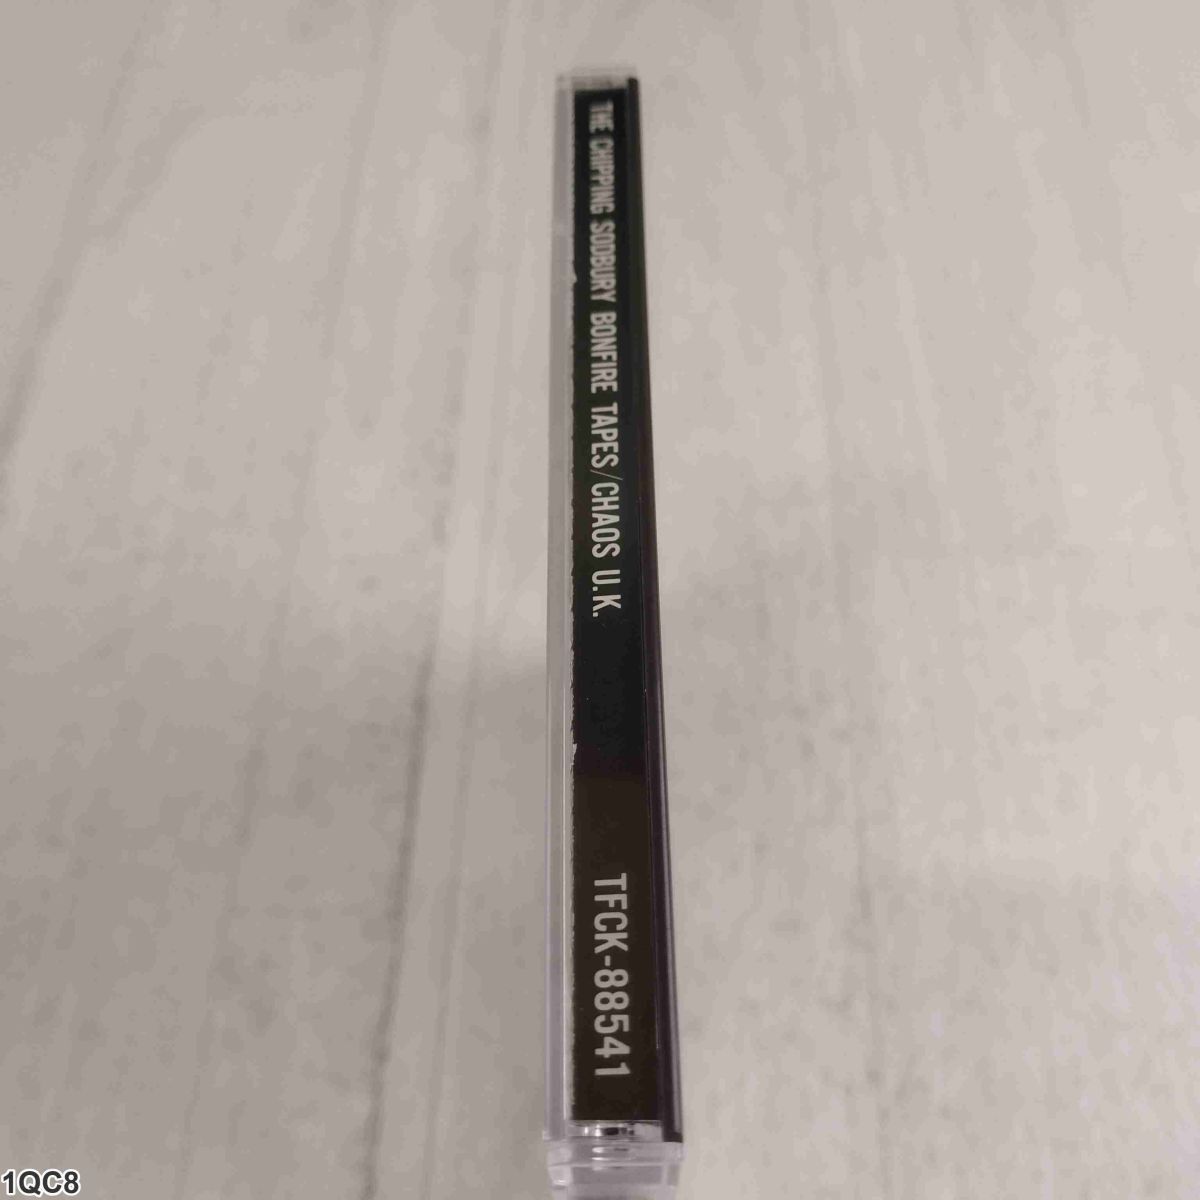 THE CHIPPING SODBURY BONFIRE TAPES/CHAOS U.K.
TFCK-88541
1QC8